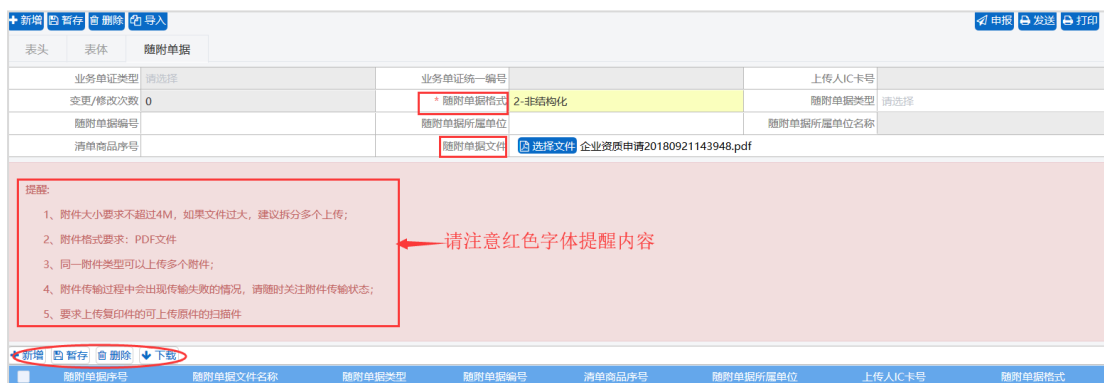 新增 暂存 删除 导入 申报 发送 打印
表头 表体 随附单据
业务单证类型 请选择 业务单证统一编号 上传人IC卡号
变更/修改次数 0 * 随附单据格式 2-非结构化 随附单据类型 请选择
随附单据编号 随附单据所属单位 随附单据所属单位名称
清单商品序号 随附单据文件 选择文件 企业资质申请20180921143948.pdf
提醒:
1、附件大小要求不超过4M，如果文件过大，建议拆分多个上传；
2、附件格式要求：PDF文件
3、同一附件类型可以上传多个附件；
4、附件传输过程中会出现传输失败的情况，请随时关注附件传输状态；
5、要求上传复印件的可上传原件的扫描件
请注意红色字体提醒内容
新增 暂存 删除 下载
随附单据序号 随附单据文件名称 随附单据类型 随附单据编号 清单商品序号 随附单据所属单位 上传人IC卡号 随附单据格式